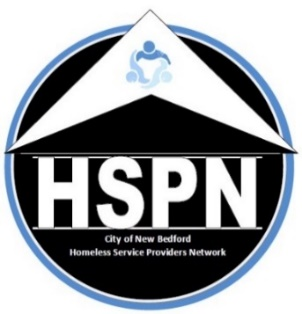 HSPN
City of New Bedford
Homeless Service Providers Network